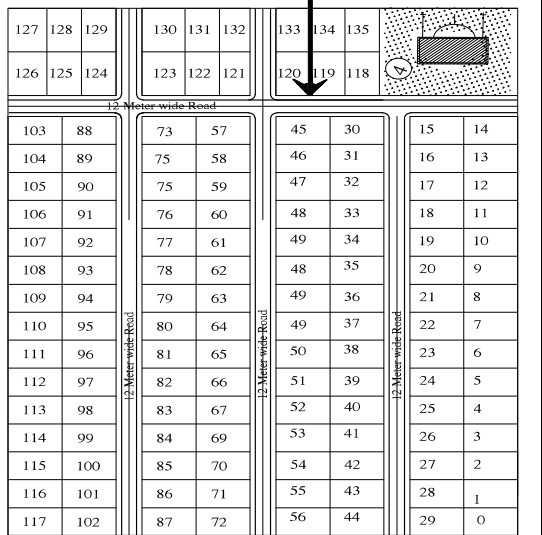 127 128 129 130 131 132 133 134 135
126 125 124 123 122 121 120 119 118
4
12 Meter wide Road
103 88 73 57 45 30 15 14
104 89 75 58 46 31 16 13
105 90 75 59 47 32 17 12
106 91 76 60 48 33 18 11
107 92 77 61 49 34 19 10
108 93 78 62 48 35 20 9
109 94 79 63 49 36 21 8
110 95 80 64 49 37 22 7
111 96 81 65 50 38 23 6
112 97 82 66 51 39 24 5
113 98 83 67 52 40 25 4
114 99 84 69 53 41 26 3
115 100 85 70 54 42 27 2
116 101 86 71 55 43 28 1
117 102 87 72 56 44 29 0
12 Meter wide Road
12 Meter wide Road
12 Meter wide Road